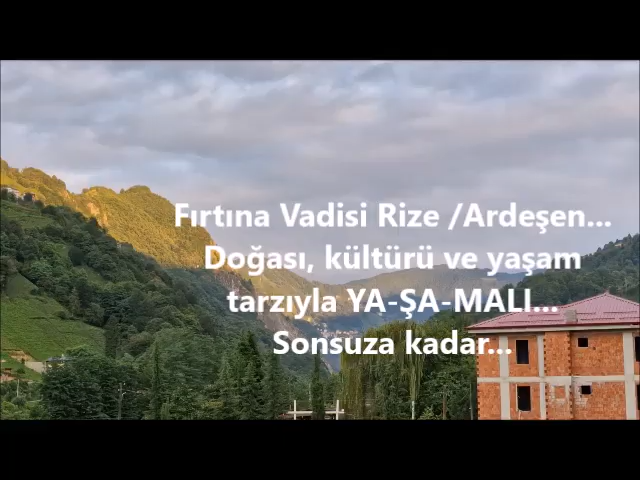 Fırtına Vadisi Rize /Ardeşen...
Doğası, kültürü ve yaşam
tarzıyla YA-ŞA-MALI...
Sonsuza kadar...